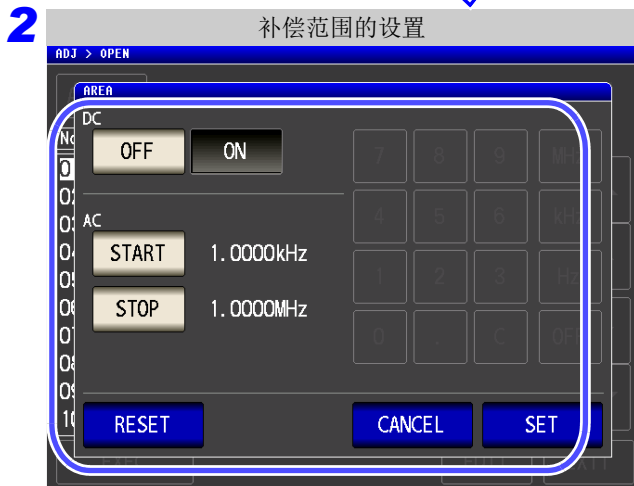 2
补偿范围的设置
ADJ > OPEN
AREA
DC
OFF ON
7 8 9 MHz
AC
4 5 6 kHz
START 1.0000kHz
1 2 3 Hz
STOP 1.0000MHz
0 . C OFF
10
RESET CANCEL SET